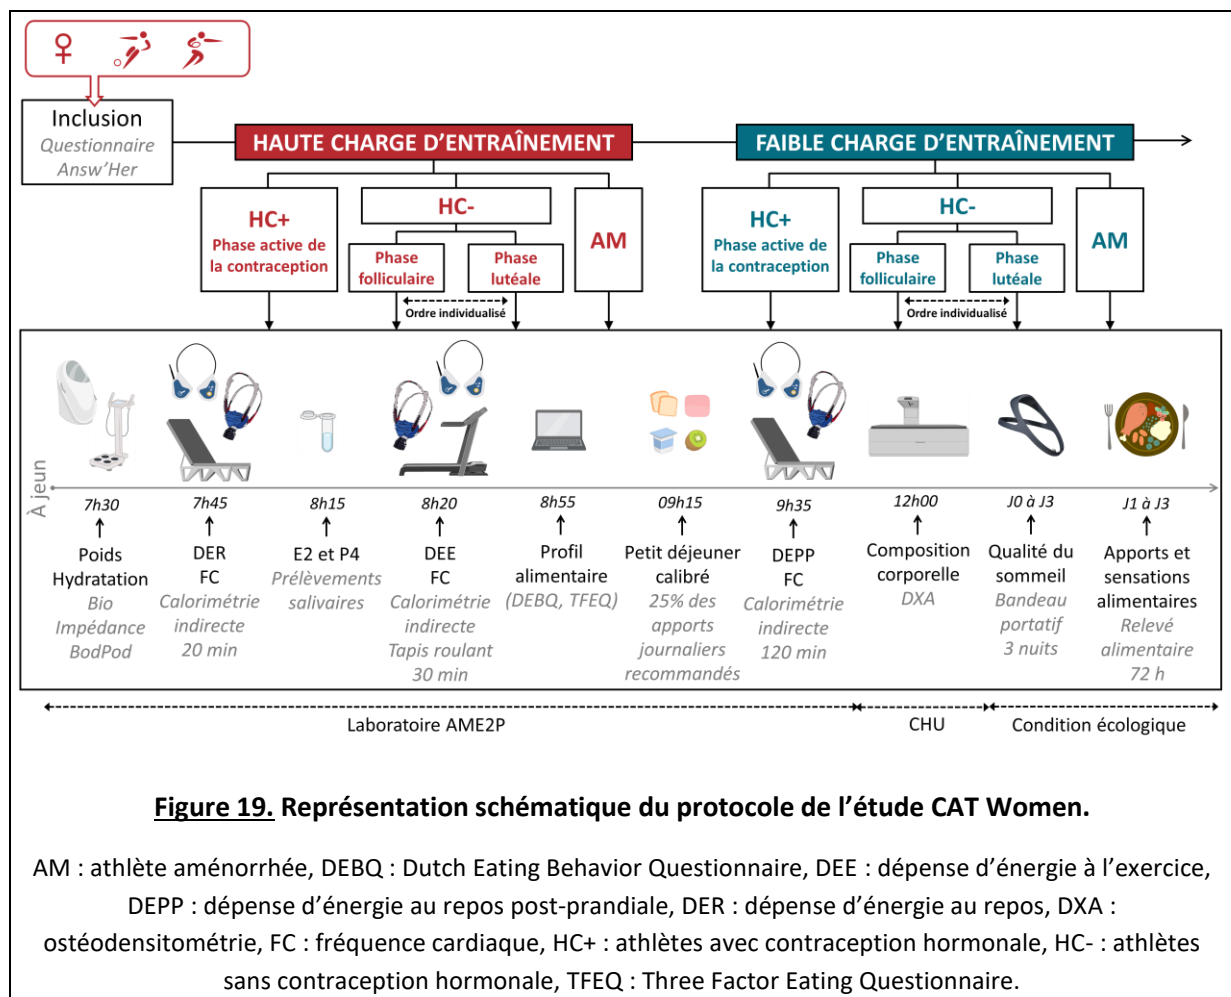 Inclusion
Questionnaire
Answ’Her
HAUTE CHARGE D’ENTRAÎNEMENT
FAIBLE CHARGE D’ENTRAÎNEMENT
HC+
Phase active de
la contraception
HC-
Phase
folliculaire
Phase
lutéale
Ordre individualisé
AM
HC+
Phase active de
la contraception
HC-
Phase
folliculaire
Phase
lutéale
Ordre individualisé
AM
À jeun
7h30
Poids
Hydratation
Bio
Impédance
BodPod
7h45
DER
FC
Calorimétrie
indirecte
20 min
8h15
E2 et P4
Prélèvements
salivaires
8h20
DEE
FC
Calorimétrie
indirecte
Tapis roulant
30 min
8h55
Profil
alimentaire
(DEBQ, TFEQ)
09h15
Petit déjeuner
calibré
25% des
apports
journaliers
recommandés
9h35
DEPP
FC
Calorimétrie
indirecte
120 min
12h00
Composition
corporelle
DXA
J0 à J3
Qualité du
sommeil
Bandeau
portatif
3 nuits
J1 à J3
Apports et
sensations
alimentaires
Relevé
alimentaire
72 h
Laboratoire AME2P
CHU
Condition écologique
Figure 19. Représentation schématique du protocole de l’étude CAT Women.
AM : athlète aménorrhée, DEBQ : Dutch Eating Behavior Questionnaire, DEE : dépense d’énergie à l’exercice,
DEPP : dépense d’énergie au repos post-prandiale, DER : dépense d’énergie au repos, DXA :
ostéodensitométrie, FC : fréquence cardiaque, HC+ : athlètes avec contraception hormonale, HC- : athlètes
sans contraception hormonale, TFEQ : Three Factor Eating Questionnaire.